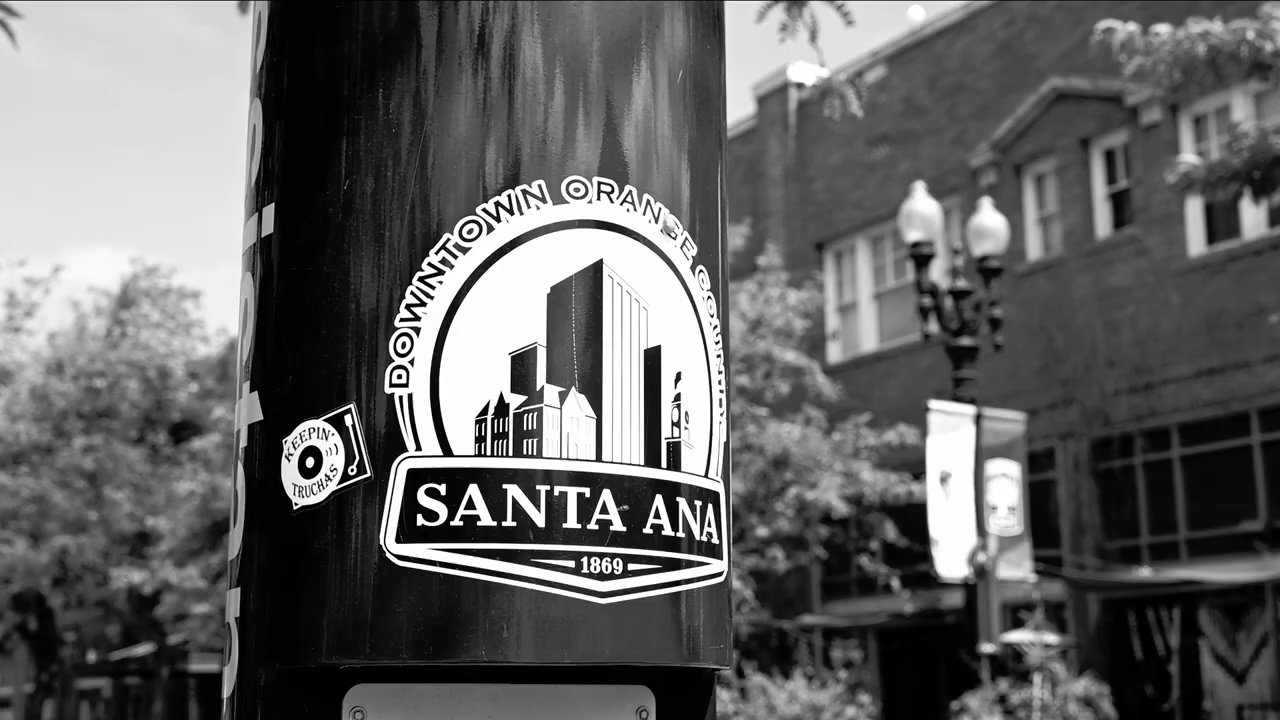 DOWNTOWN ORANGE COUNTY
KEEPIN'
TRUCHAS
SANTA ANA
1869